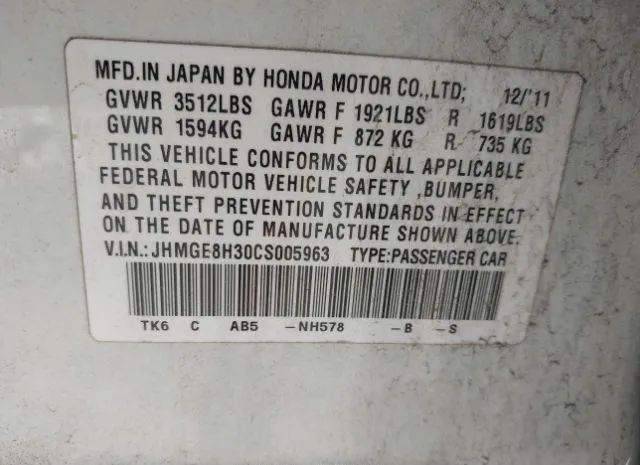 MFD.IN JAPAN BY HONDA MOTOR CO.,LTD; 12/'11
GVWR 3512LBS GAWR F 1921LBS R 1619LBS
GVWR 1594KG GAWR F 872 KG R 735 KG
THIS VEHICLE CONFORMS TO ALL APPLICABLE
FEDERAL MOTOR VEHICLE SAFETY ,BUMPER,
AND THEFT PREVENTION STANDARDS IN EFFECT
ON THE DATE OF MANUFACTURE SHOWN ABOVE.
V.I.N.:JHMGE8H30CS005963 TYPE:PASSENGER CAR
TK6 C AB5 -NH578 -B -S